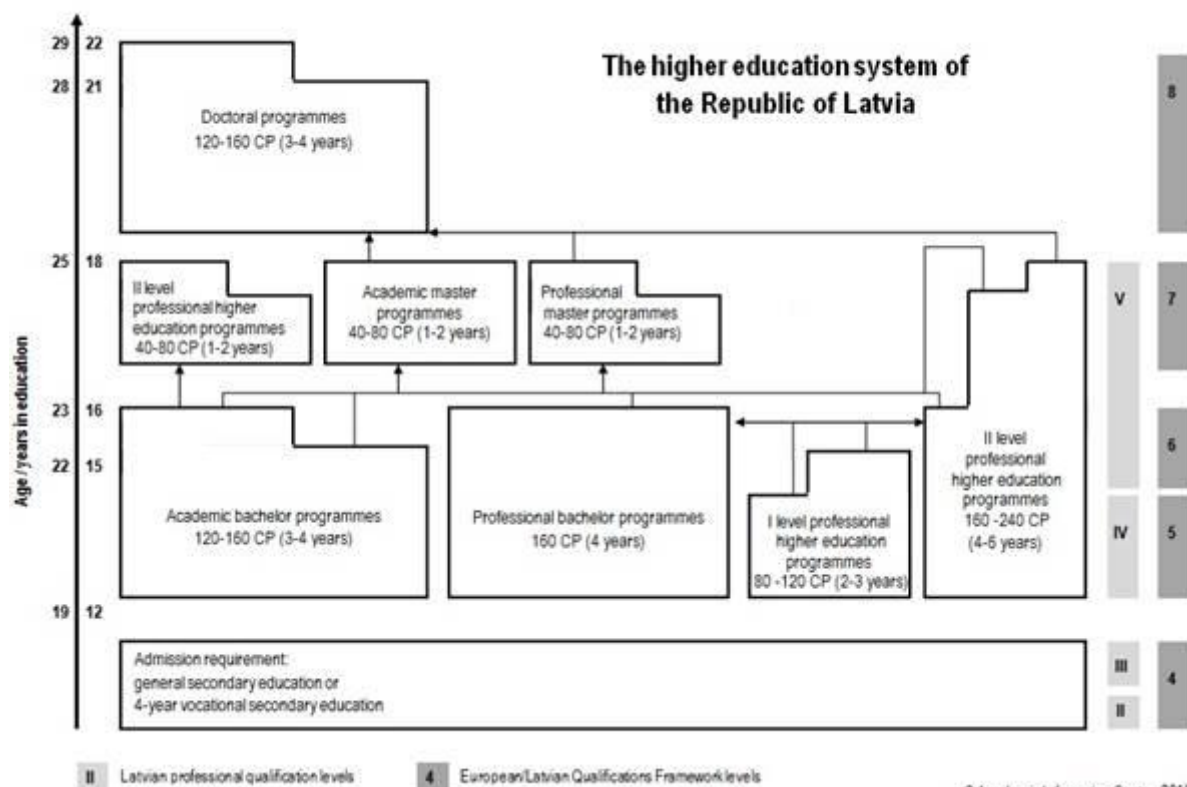 The higher education system of
the Republic of Latvia
Age / years in education
29 22
28 21
25 18
23 16
22 15
19 12
Doctoral programmes
120-160 CP (3-4 years)
II level
professional higher
education programmes
40-80 CP (1-2 years)
Academic master
programmes
40-80 CP (1-2 years)
Professional
master programmes
40-80 CP (1-2 years)
Academic bachelor programmes
120-160 CP (3-4 years)
Professional bachelor programmes
160 CP (4 years)
I level professional
higher education
programmes
80 -120 CP (2-3 years)
II level
professional
higher education
programmes
160 -240 CP
(4-6 years)
Admission requirement:
general secondary education or
4-year vocational secondary education
V
IV
III
II
8
7
6
5
4
II Latvian professional qualification levels
4 European/Latvian Qualifications Framework levels